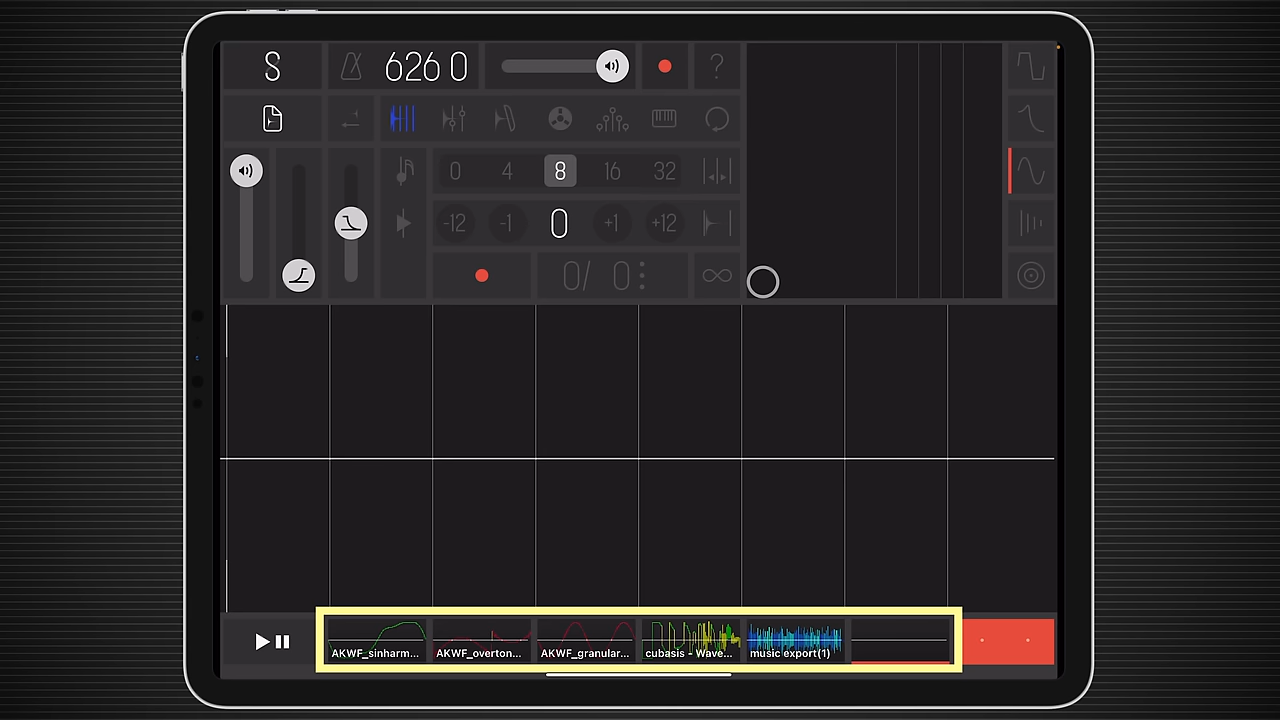 S
626 0
?
0 4 8 16 32
-12 -1 0 +1 +12
0/ 0:
AKWF_sinharm... AKWF_overton... AKWF_granular... cubasis - Wave... music export(1)